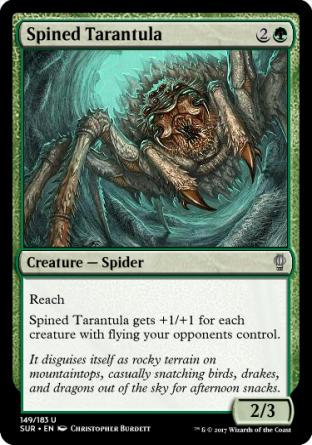 Spined Tarantula 2
Creature — Spider
Reach
Spined Tarantula gets +1/+1 for each
creature with flying your opponents control.
It disguises itself as rocky terrain on
mountaintops, casually snatching birds, drakes,
and dragons out of the sky for afternoon snacks.
2/3
149/183 U
SUR • EN Christopher Burdett
™ & © 2017 Wizards of the Coast